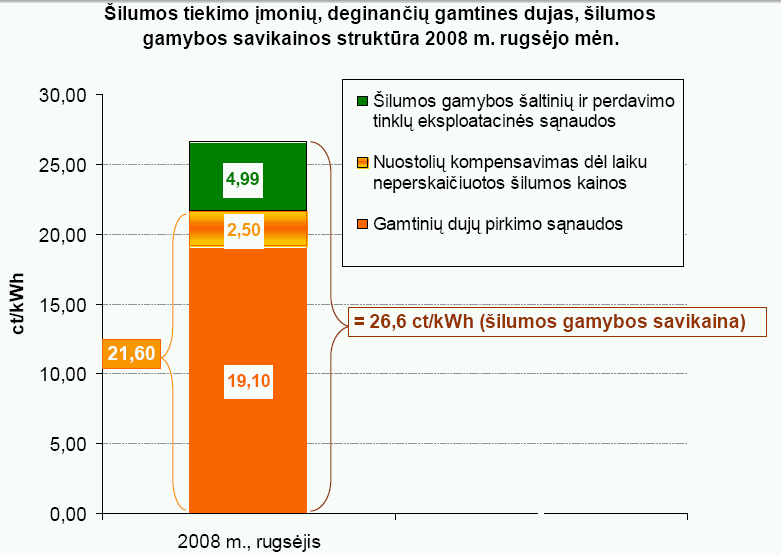 Šilumos tiekimo įmonių, deginančių gamtines dujas, šilumos
gamybos savikainos struktūra 2008 m. rugsėjo mėn.
30,00
25,00
20,00
15,00
10,00
5,00
0,00
ct/kWh
Šilumos gamybos šaltinių ir perdavimo
tinklų eksploatacinės sąnaudos
Nuostolių kompensavimas dėl laiku
neperskaičiuotos šilumos kainos
Gamtinių dujų pirkimo sąnaudos
4,99
2,50
19,10
21,60
= 26,6 ct/kWh (šilumos gamybos savikaina)
2008 m., rugsėjis